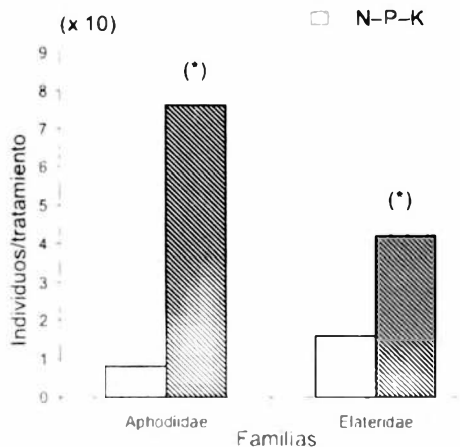 (x 10)
N–P–K
9
8
7
6
5
4
3
2
1
0
Individuos/tratamiento
(*)
(*)
Aphodiidae
Elateridae
Familias